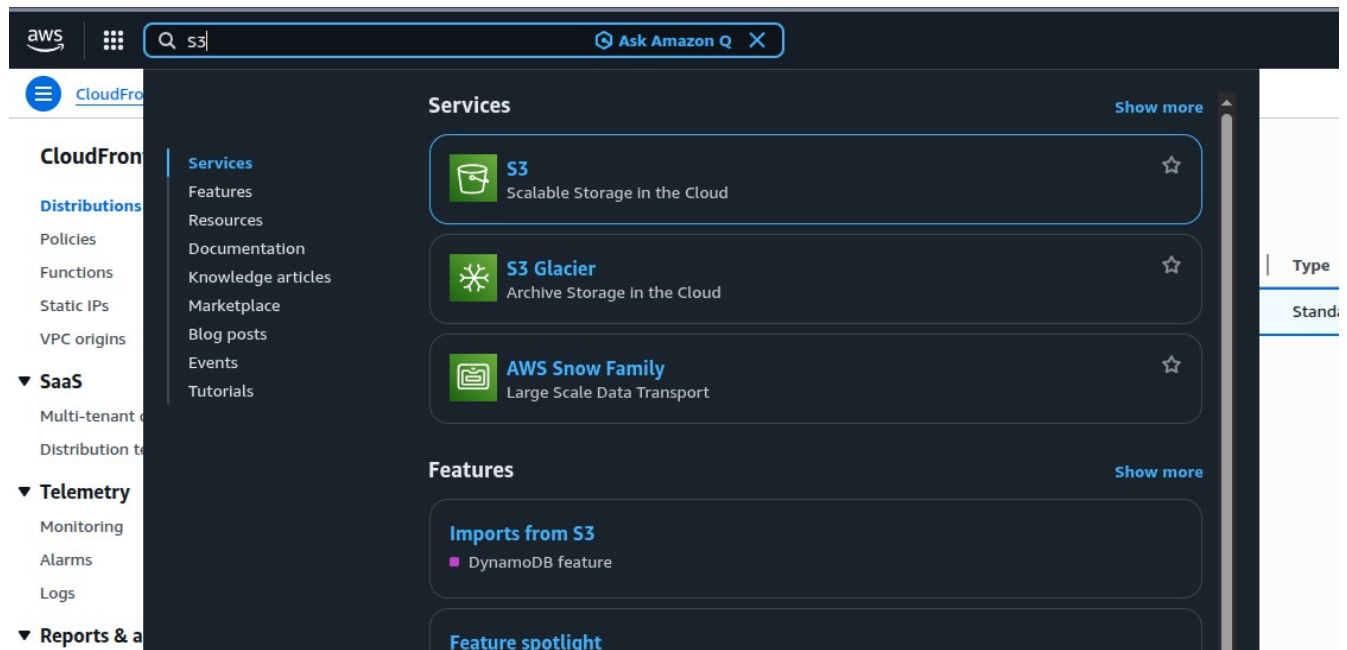 aws
S3
Ask Amazon Q
CloudFro
CloudFron
Distributions
Policies
Functions
Static IPs
VPC origins
SaaS
Multi-tenant
Distribution
Telemetry
Monitoring
Alarms
Logs
Reports & a
Services
Features
Resources
Documentation
Knowledge articles
Marketplace
Blog posts
Events
Tutorials
Services
Show more
S3
Scalable Storage in the Cloud
S3 Glacier
Archive Storage in the Cloud
AWS Snow Family
Large Scale Data Transport
Features
Show more
Imports from S3
DynamoDB feature
Feature spotlight
Type
Standa